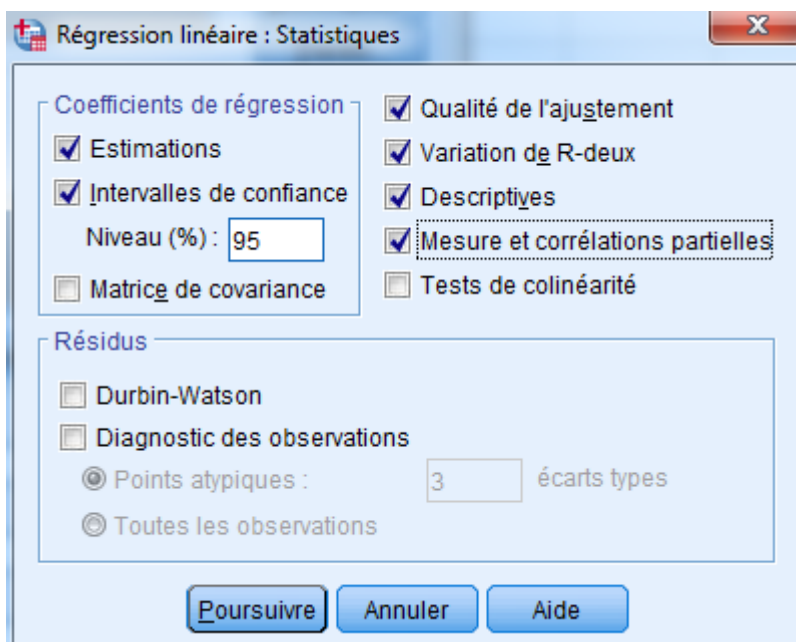 Régression linéaire : Statistiques
Coefficients de régression
Estimations
Intervalles de confiance
Niveau (%) : 95
Matrice de covariance
Qualité de l'ajustement
Variation de R-deux
Descriptives
Mesure et corrélations partielles
Tests de colinéarité
Résidus
Durbin-Watson
Diagnostic des observations
Points atypiques : 3 écarts types
Toutes les observations
Poursuivre Annuler Aide